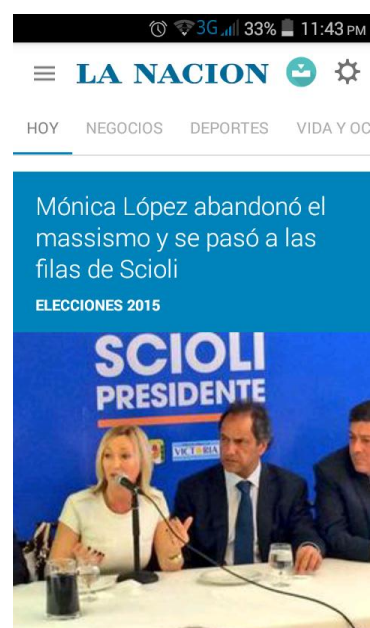 3G 33% 11:43 PM
LA NACION
HOY NEGOCIOS DEPORTES VIDA Y OC
Mónica López abandonó el
massismo y se pasó a las
filas de Scioli
ELECCIONES 2015
SCIOLI
PRESIDENTE
VICTORIA